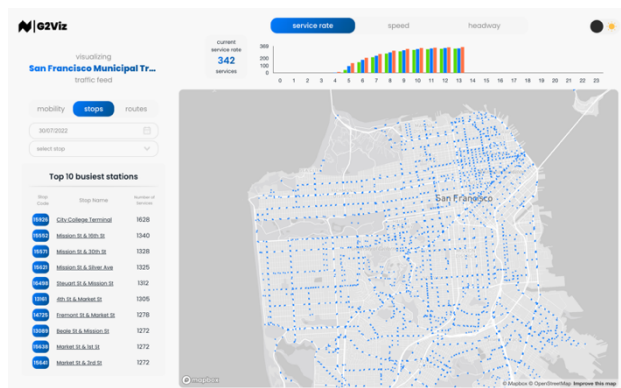 G2Viz
visualizing
San Francisco Municipal Tr...
traffic feed
mobility stops routes
30/07/2022
select stop
Top 10 busiest stations
Stop Code Stop Name Number of Services
15926 City College Terminal 1628
15552 Mission St & 16th St 1340
15571 Mission St & 30th St 1328
15621 Mission St & Silver Ave 1325
16498 Steuart St & Mission St 1312
13161 4th St & Market St 1305
14725 Fremont St & Market St 1278
13089 Beale St & Mission St 1272
15639 Market St & 1st St 1272
15641 Market St & 3rd St 1272
service rate speed headway
current
service rate
342
services
369
200
100
0
0 1 2 3 4 5 6 7 8 9 10 11 12 13 14 15 16 17 18 19 20 21 22 23
San Francisco
mapbox
© Mapbox © OpenStreetMap Improve this map